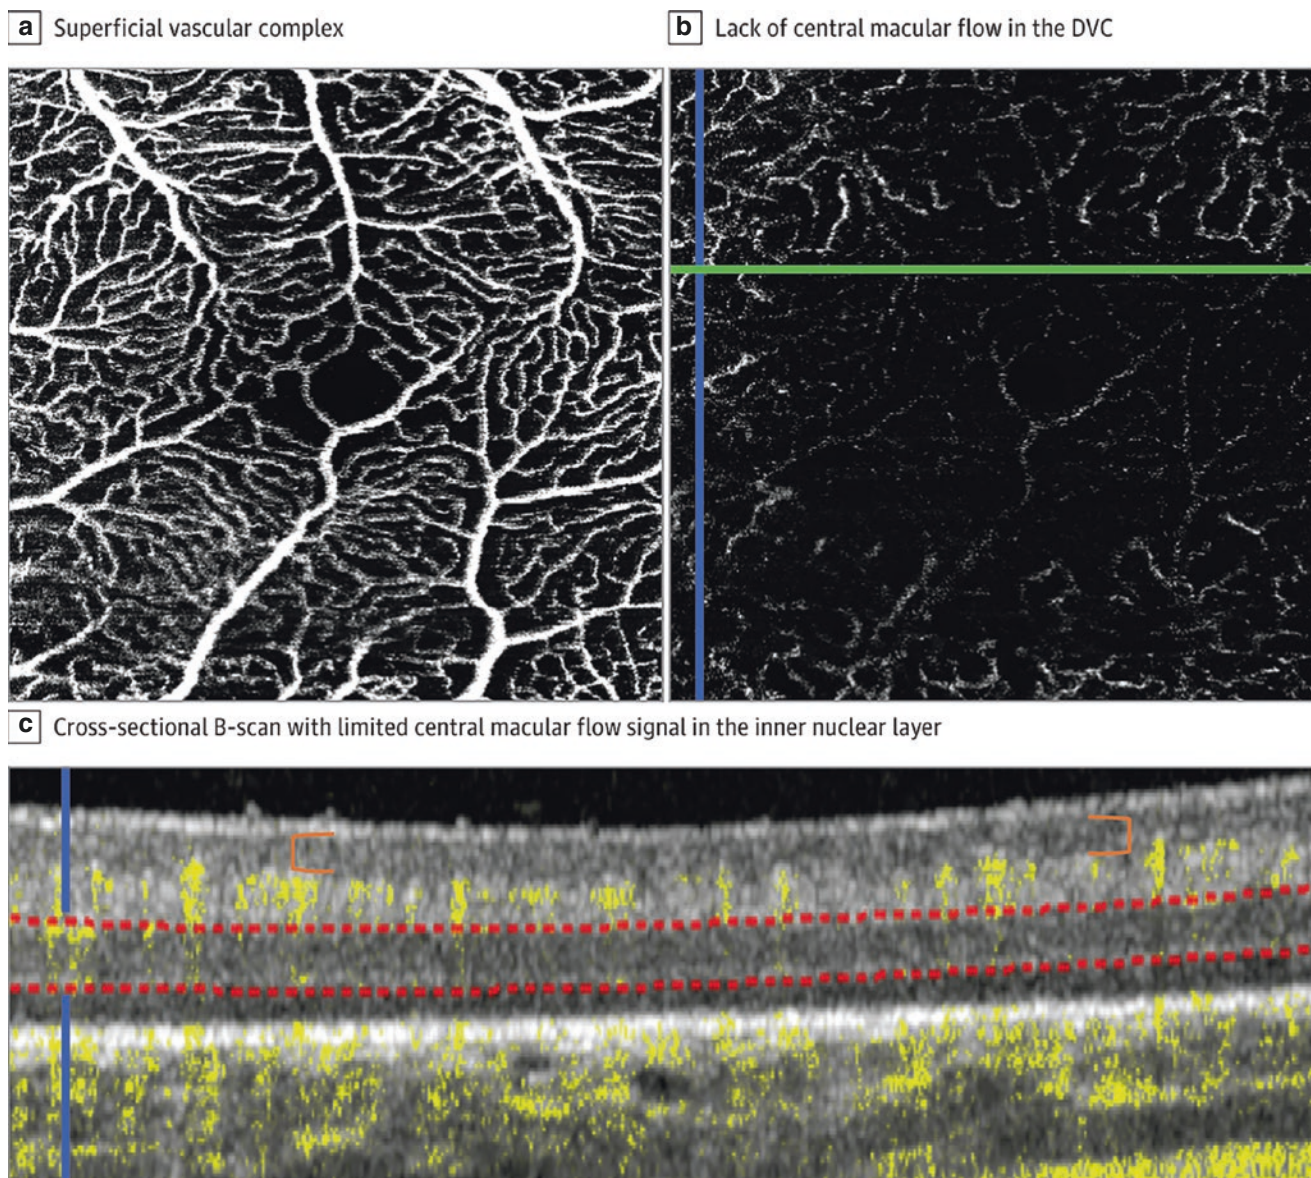 a Superficial vascular complex
b Lack of central macular flow in the DVC
c Cross-sectional B-scan with limited central macular flow signal in the inner nuclear layer